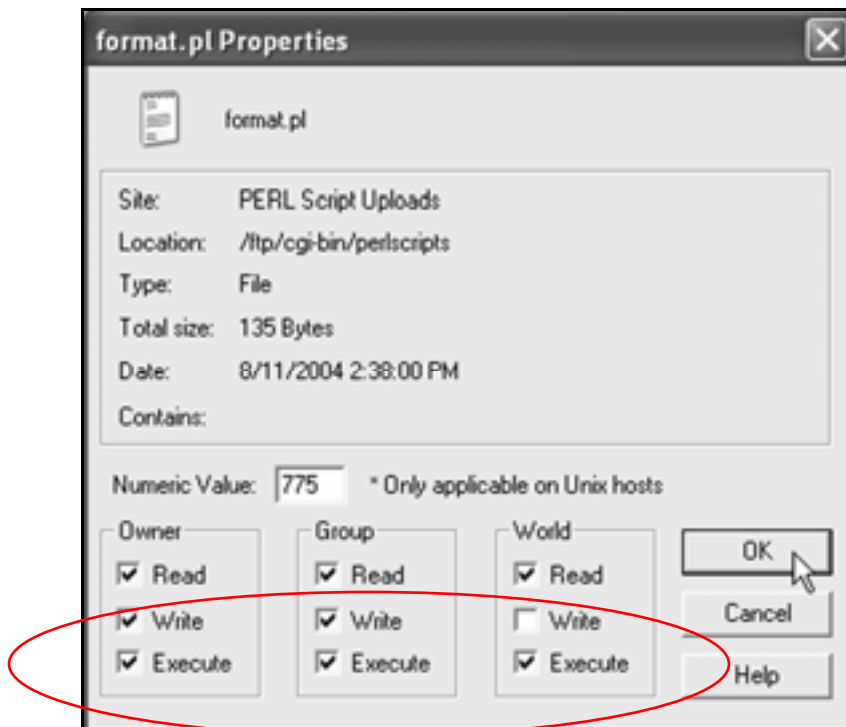 format.pl Properties
format.pl
Site: PERL Script Uploads
Location: /ftp/cgi-bin/perlscripts
Type: File
Total size: 135 Bytes
Date: 8/11/2004 2:38:00 PM
Contains:
Numeric Value: 775 * Only applicable on Unix hosts
Owner Group World
Read Read Read
Write Write Write
Execute Execute Execute
OK
Cancel
Help